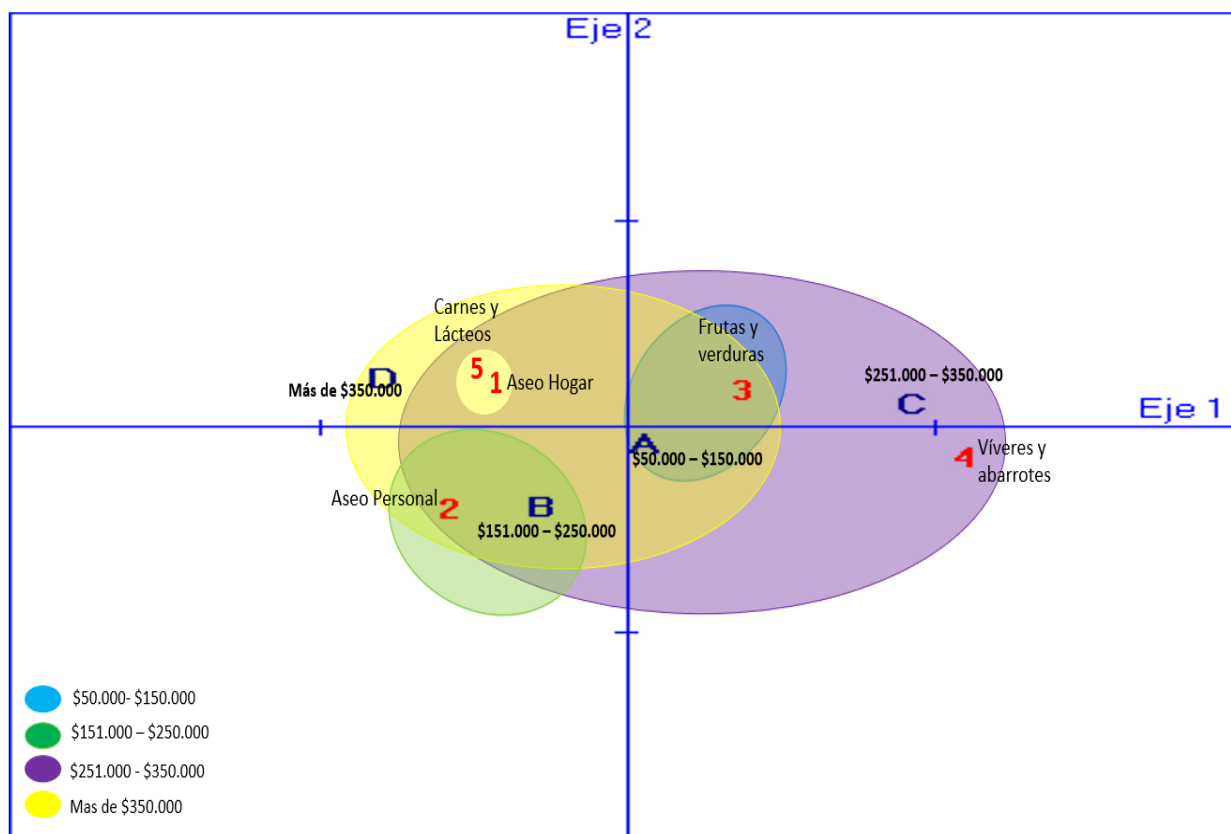 Eje 2
Carnes y
Lácteos
Frutas y
verduras
5
1
Aseo Hogar
3
D
Más de $350.000
$251.000 – $350.000
C
Eje 1
A
$50.000 – $150.000
4
Víveres y
abarrotes
Aseo Personal
2
B
$151.000 – $250.000
$50.000- $150.000
$151.000 – $250.000
$251.000 - $350.000
Mas de $350.000